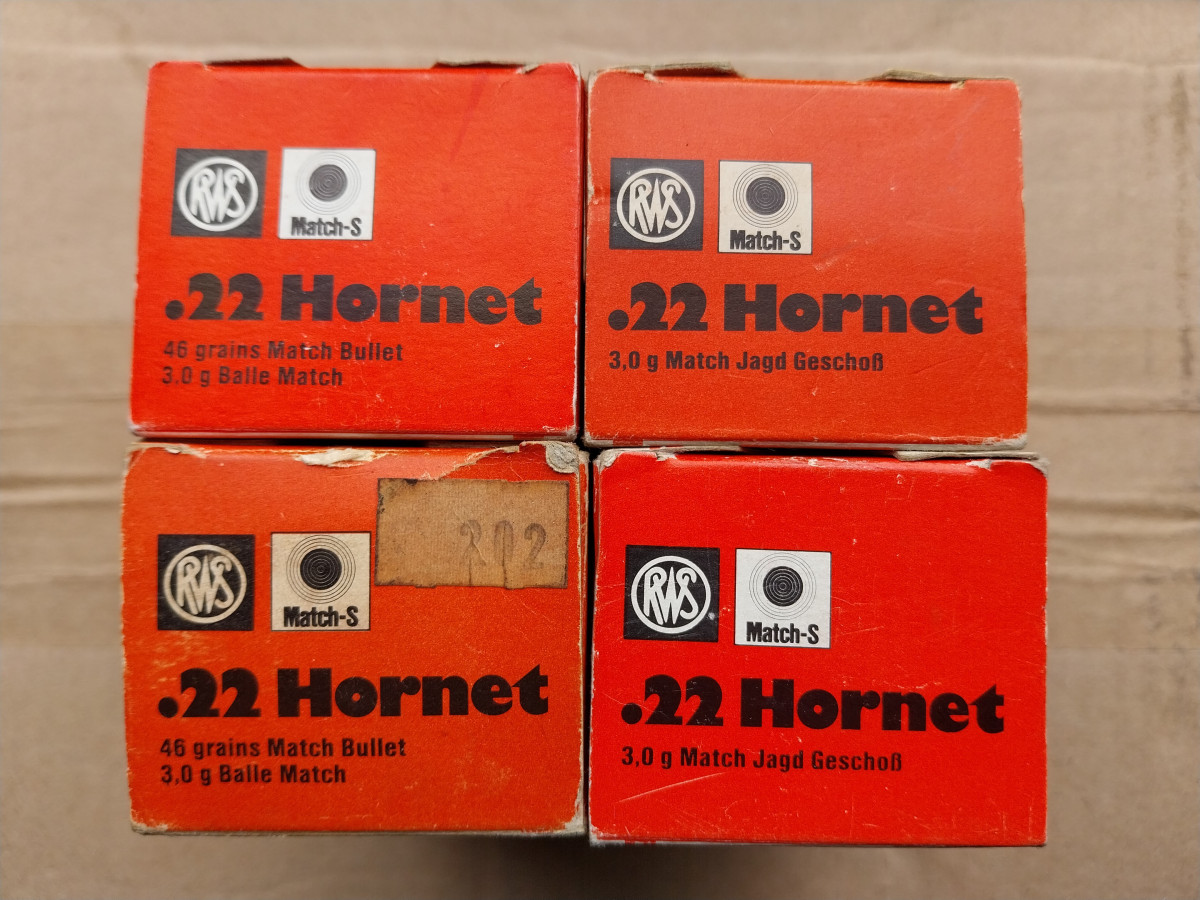 RWS
Match-S
.22 Hornet
46 grains Match Bullet
3.0 g Balle Match
RWS
Match-S
.22 Hornet
3,0 g Match Jagd Geschoß
202
RWS
Match-S
.22 Hornet
46 grains Match Bullet
3,0 g Balle Match
RWS
Match-S
.22 Hornet
3,0 g Match Jagd Geschoß